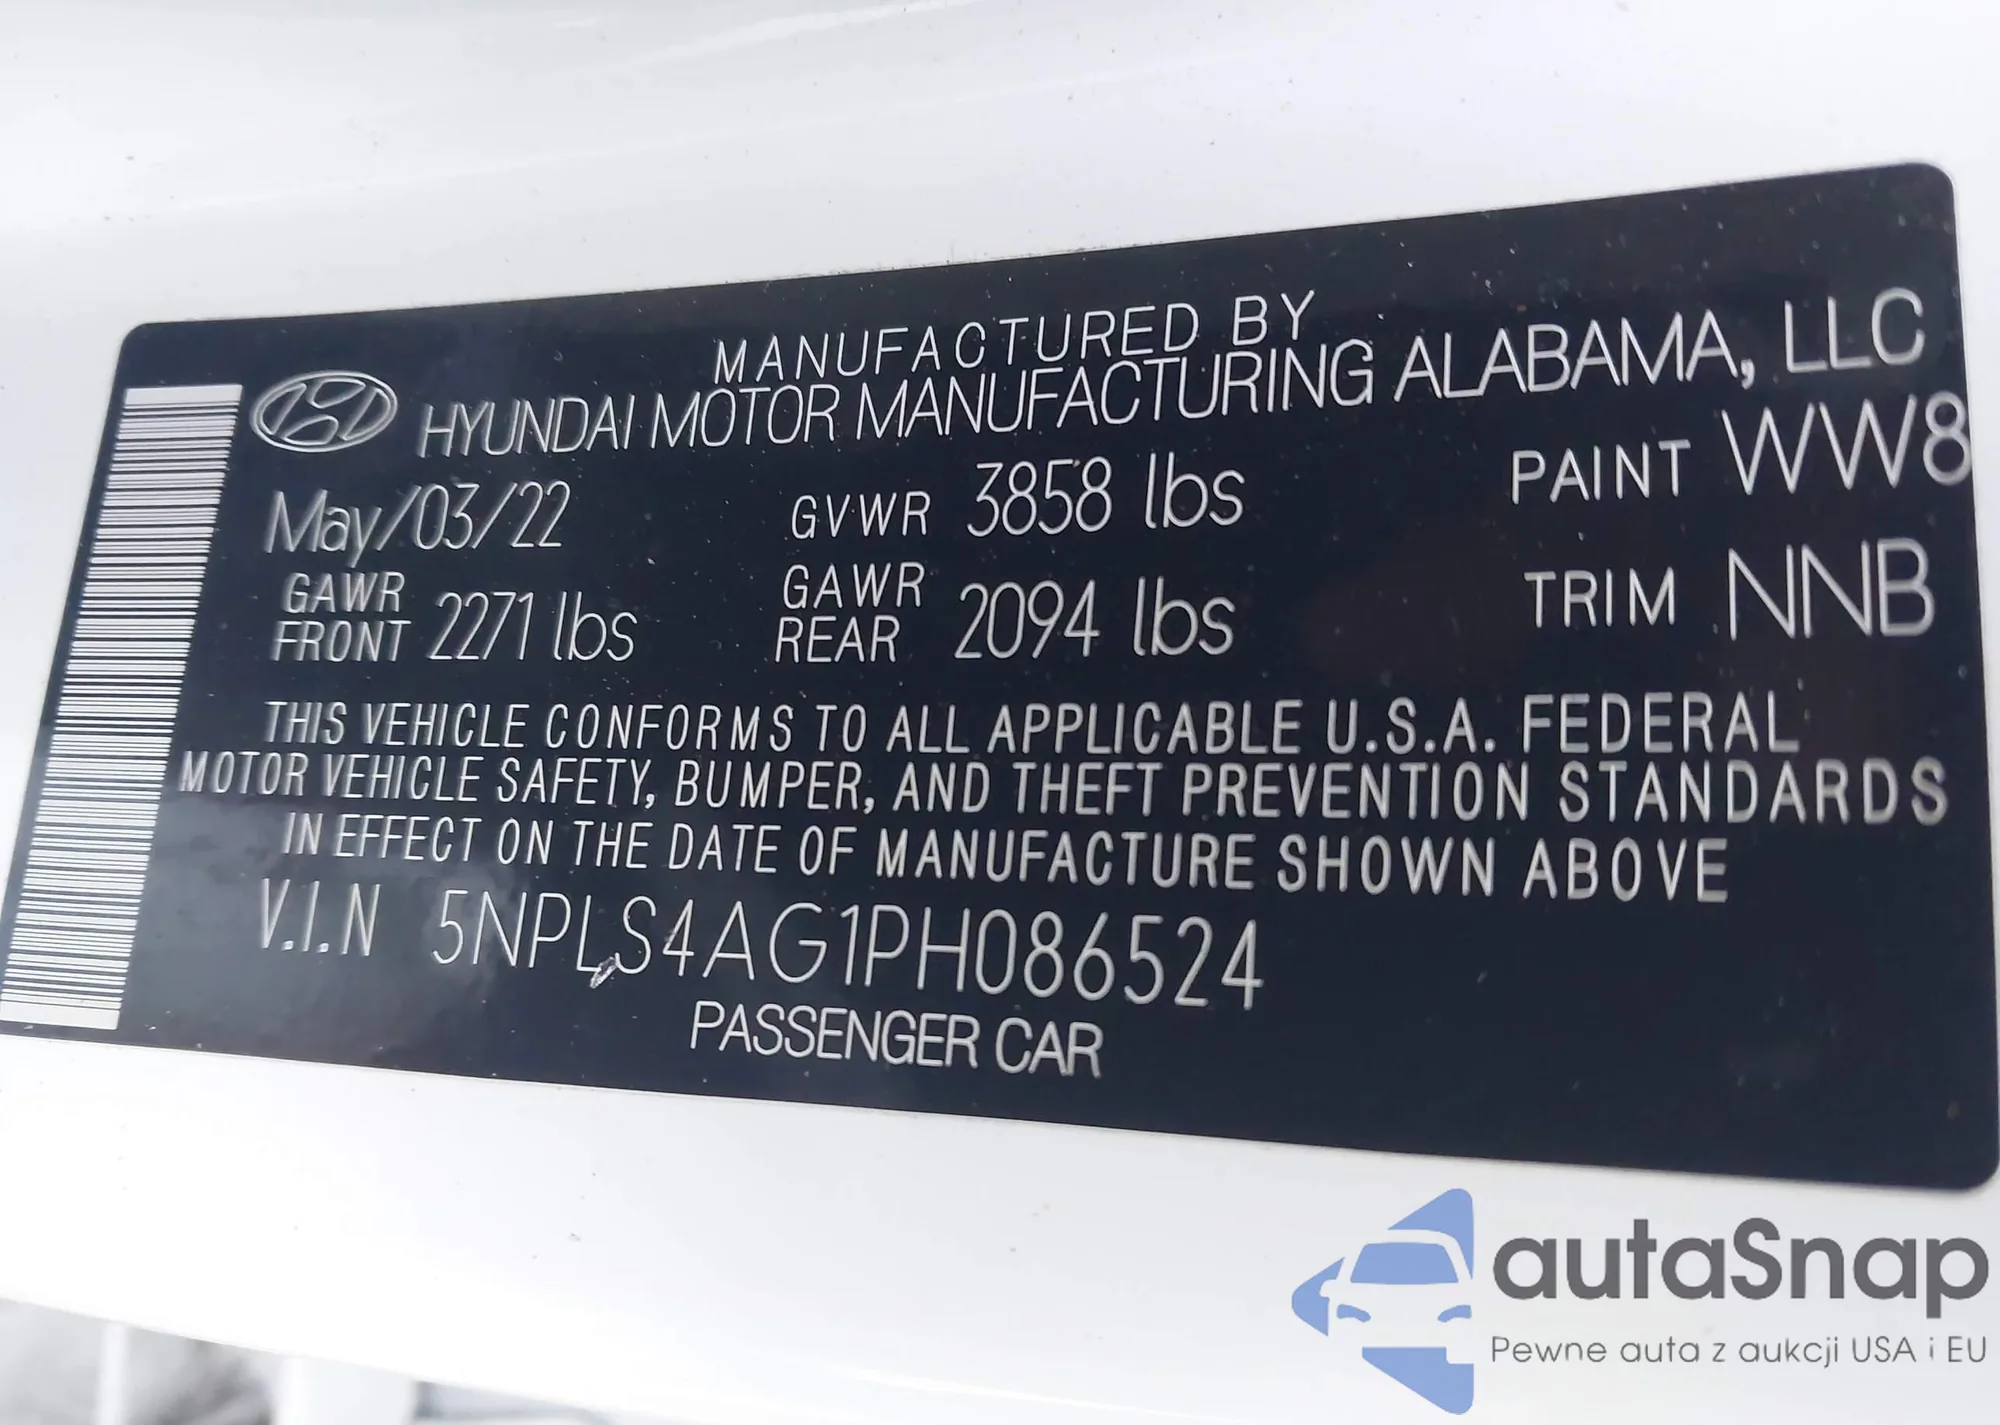 MANUFACTURED BY
HYUNDAI MOTOR MANUFACTURING ALABAMA, LLC
May/03/22 GVWR 3858 lbs PAINT WW8
GAWR FRONT 2271 lbs GAWR REAR 2094 lbs TRIM NNB
THIS VEHICLE CONFORMS TO ALL APPLICABLE U.S.A. FEDERAL
MOTOR VEHICLE SAFETY, BUMPER, AND THEFT PREVENTION STANDARDS
IN EFFECT ON THE DATE OF MANUFACTURE SHOWN ABOVE
V.I.N 5NPLS4AG1PH086524
PASSENGER CAR
autaSnap
Pewne auta z aukcji USA i EU